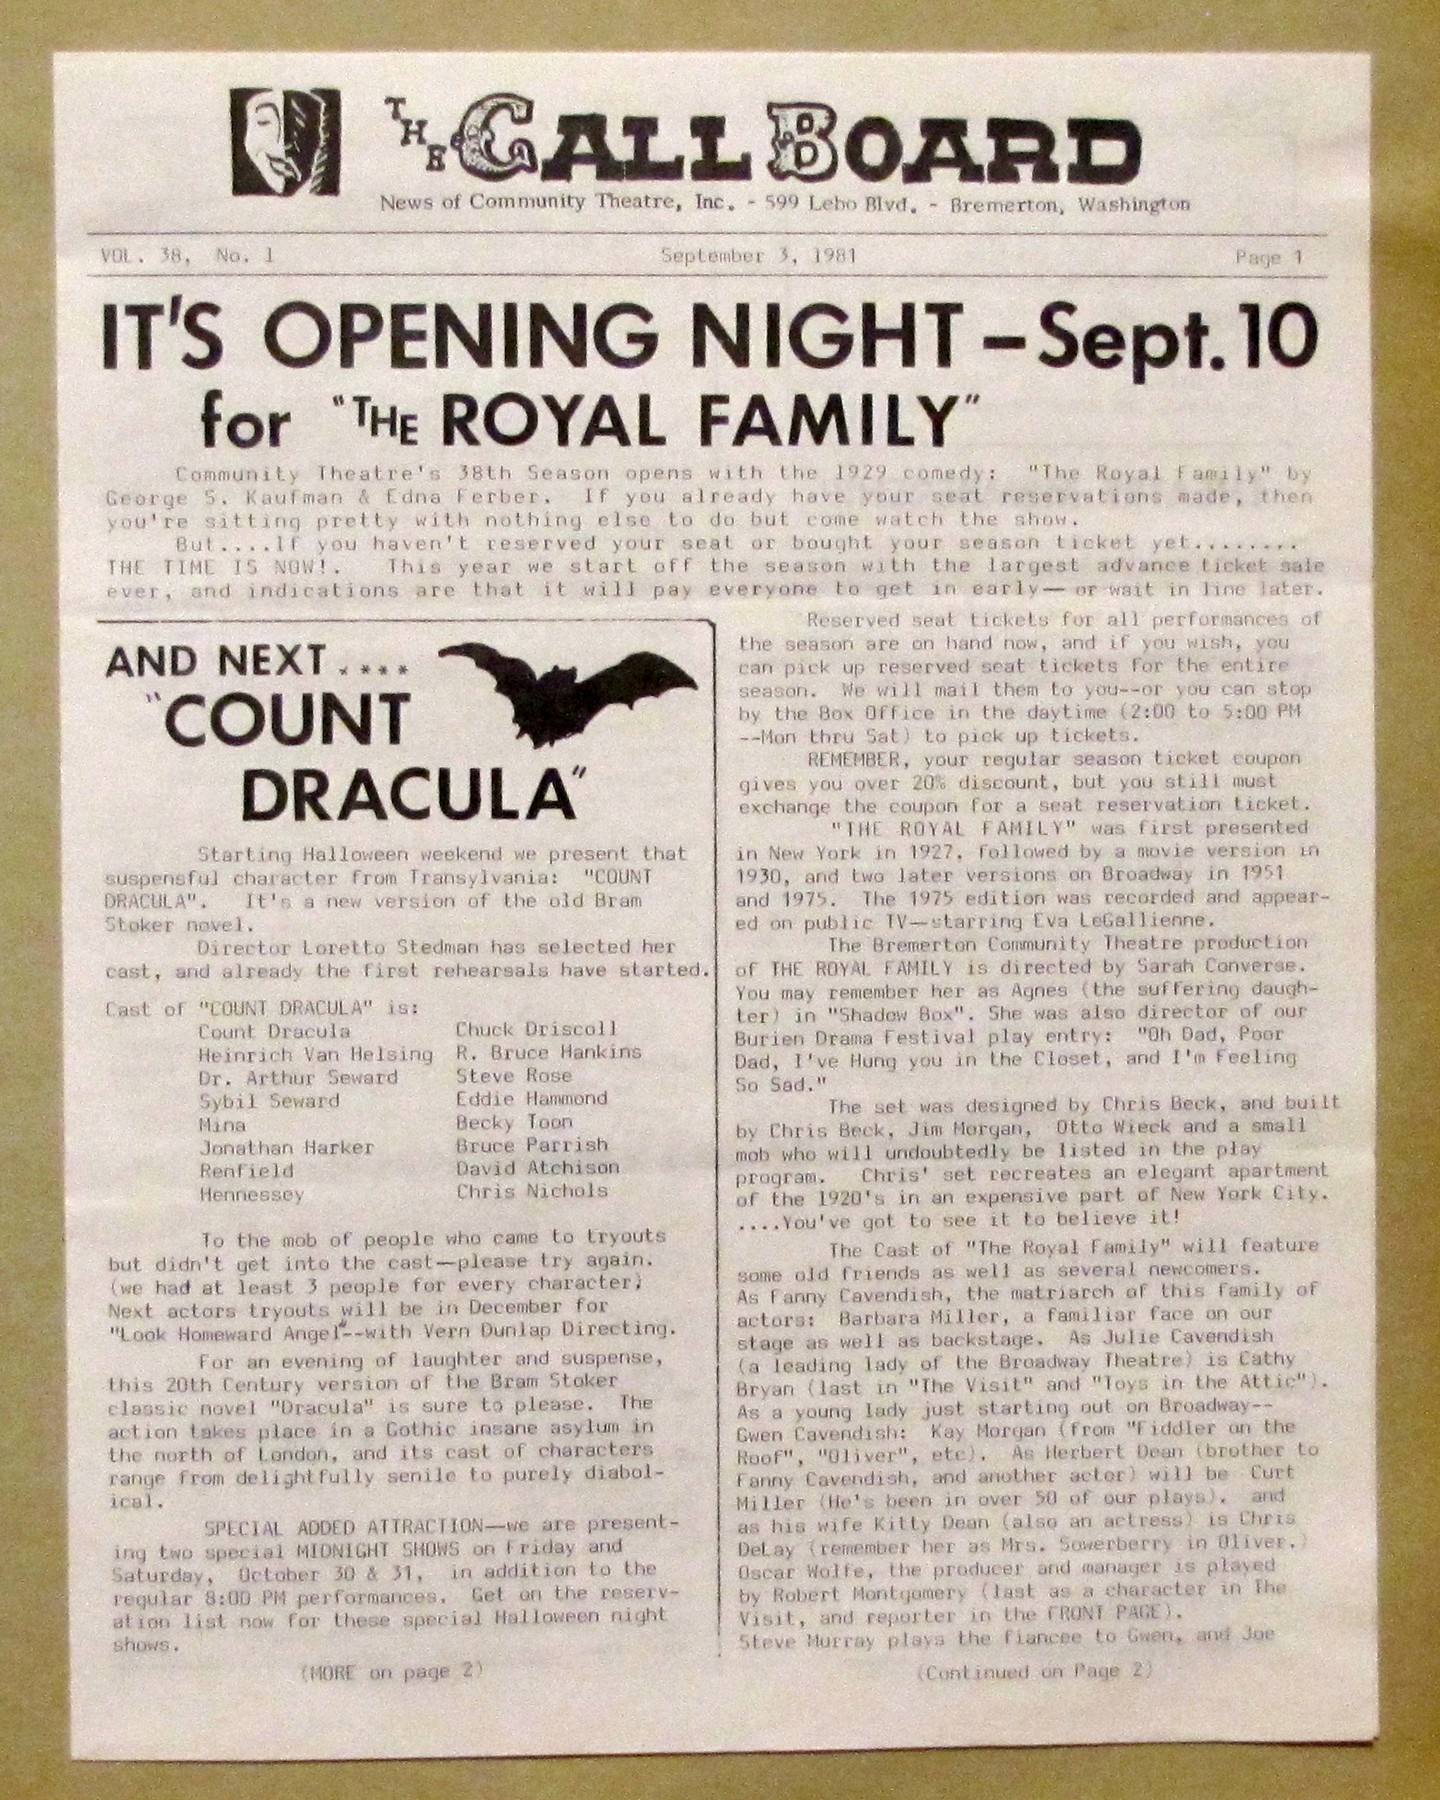 THE CALL BOARD
News of Community Theatre, Inc. - 599 Lebo Blvd. - Bremerton, Washington
VOL. 38, No. 1 September 3, 1981 Page 1
IT'S OPENING NIGHT – Sept. 10
for "THE ROYAL FAMILY"
Community Theatre's 38th Season opens with the 1929 comedy: "The Royal Family" by
George S. Kaufman & Edna Ferber. If you already have your seat reservations made, then
you're sitting pretty with nothing else to do but come watch the show.
But....If you haven't reserved your seat or bought your season ticket yet........
THE TIME IS NOW!. This year we start off the season with the largest advance ticket sale
ever, and indications are that it will pay everyone to get in early—or wait in line later.
AND NEXT....
"COUNT
DRACULA"
Starting Halloween weekend we present that
suspensful character from Transylvania: "COUNT
DRACULA". It's a new version of the old Bram
Stoker novel.
Director Loretto Stedman has selected her
cast, and already the first rehearsals have started.
Cast of "COUNT DRACULA" is:
Count Dracula Chuck Driscoll
Heinrich Van Helsing R. Bruce Hankins
Dr. Arthur Seward Steve Rose
Sybil Seward Eddie Hammond
Mina Becky Toon
Jonathan Harker Bruce Parrish
Renfield David Atchison
Hennessey Chris Nichols
To the mob of people who came to tryouts
but didn't get into the cast—please try again.
(we had at least 3 people for every character)
Next actors tryouts will be in December for
"Look Homeward Angel"--with Vern Dunlap Directing.
For an evening of laughter and suspense,
this 20th Century version of the Bram Stoker
classic novel "Dracula" is sure to please. The
action takes place in a Gothic insane asylum in
the north of London, and its cast of characters
range from delightfully senile to purely diabol-
ical.
SPECIAL ADDED ATTRACTION—we are present-
ing two special MIDNIGHT SHOWS on Friday and
Saturday, October 30 & 31, in addition to the
regular 8:00 PM performances. Get on the reserv-
ation list now for these special Halloween night
shows.
(MORE on page 2)
Reserved seat tickets for all performances of
the season are on hand now, and if you wish, you
can pick up reserved seat tickets for the entire
season. We will mail them to you--or you can stop
by the Box Office in the daytime (2:00 to 5:00 PM
--Mon thru Sat) to pick up tickets.
REMEMBER, your regular season ticket coupon
gives you over 20% discount, but you still must
exchange the coupon for a seat reservation ticket.
"THE ROYAL FAMILY" was first presented
in New York in 1927, followed by a movie version in
1930, and two later versions on Broadway in 1951
and 1975. The 1975 edition was recorded and appear-
ed on public TV—starring Eva LeGallienne.
The Bremerton Community Theatre production
of THE ROYAL FAMILY is directed by Sarah Converse.
You may remember her as Agnes (the suffering daugh-
ter) in "Shadow Box". She was also director of our
Burien Drama Festival play entry: "Oh Dad, Poor
Dad, I've Hung you in the Closet, and I'm Feeling
So Sad."
The set was designed by Chris Beck, and built
by Chris Beck, Jim Morgan, Otto Wieck and a small
mob who will undoubtedly be listed in the play
program. Chris' set recreates an elegant apartment
of the 1920's in an expensive part of New York City.
....You've got to see it to believe it!
The Cast of "The Royal Family" will feature
some old friends as well as several newcomers.
As Fanny Cavendish, the matriarch of this family of
actors: Barbara Miller, a familiar face on our
stage as well as backstage. As Julie Cavendish
(a leading lady of the Broadway Theatre) is Cathy
Bryan (last in "The Visit" and "Toys in the Attic").
As a young lady just starting out on Broadway--
Gwen Cavendish: Kay Morgan (from "Fiddler on the
Roof", "Oliver", etc). As Herbert Dean (brother to
Fanny Cavendish, and another actor) will be Curt
Miller (He's been in over 50 of our plays). and
as his wife Kitty Dean (also an actress) is Chris
DeLay (remember her as Mrs. Sowerberry in Oliver.)
Oscar Wolfe, the producer and manager is played
by Robert Montgomery (last as a character in The
Visit, and reporter in the FRONT PAGE).
Steve Murray plays the fiancee to Gwen, and Joe
(Continued on Page 2)